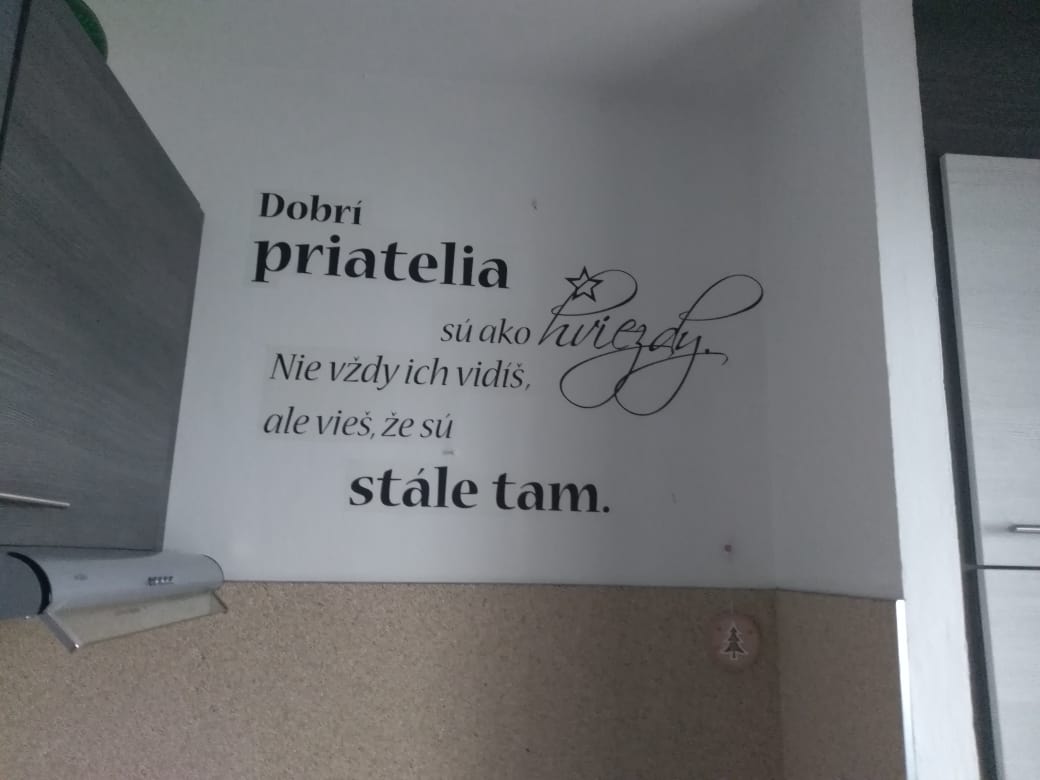 Dobrí
priatelia
sú ako hviezdy.
Nie vždy ich vidíš,
ale vieš, že sú
stále tam.